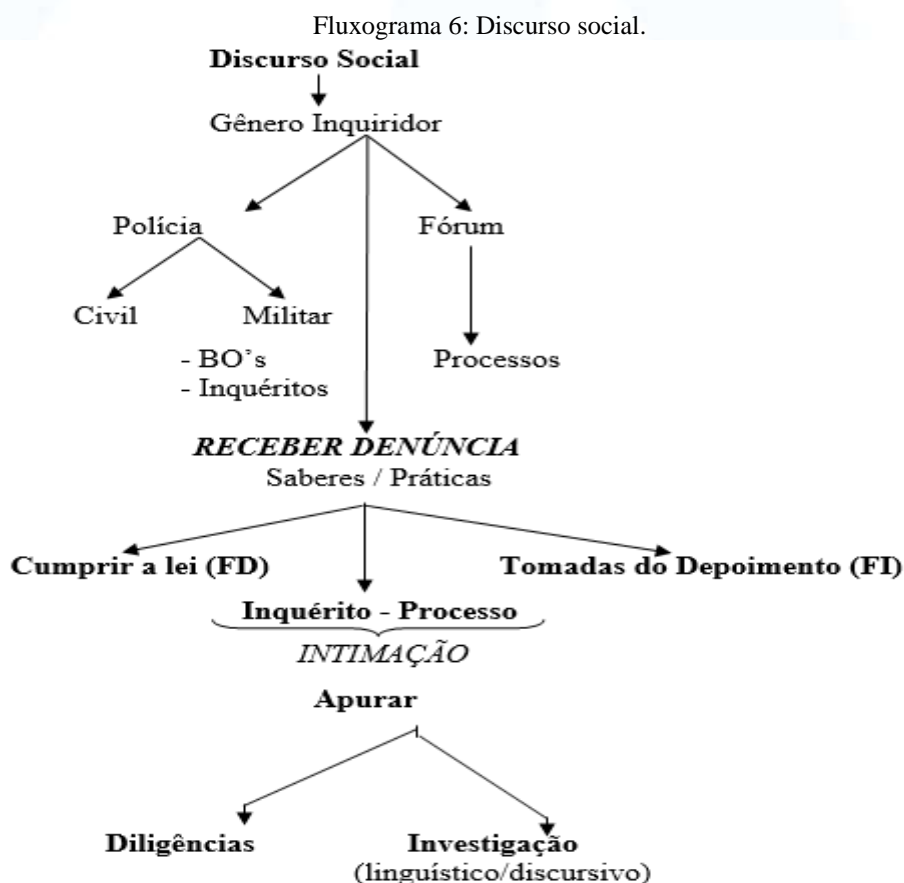 Fluxograma 6: Discurso social.
Discurso Social
Gênero Inquiridor
Polícia Fórum
Civil Militar
- BO's Processos
- Inquéritos
RECEBER DENÚNCIA
Saberes / Práticas
Cumprir a lei (FD) Tomadas do Depoimento (FI)
Inquérito - Processo
INTIMAÇÃO
Apurar
Diligências Investigação
(linguístico/discursivo)